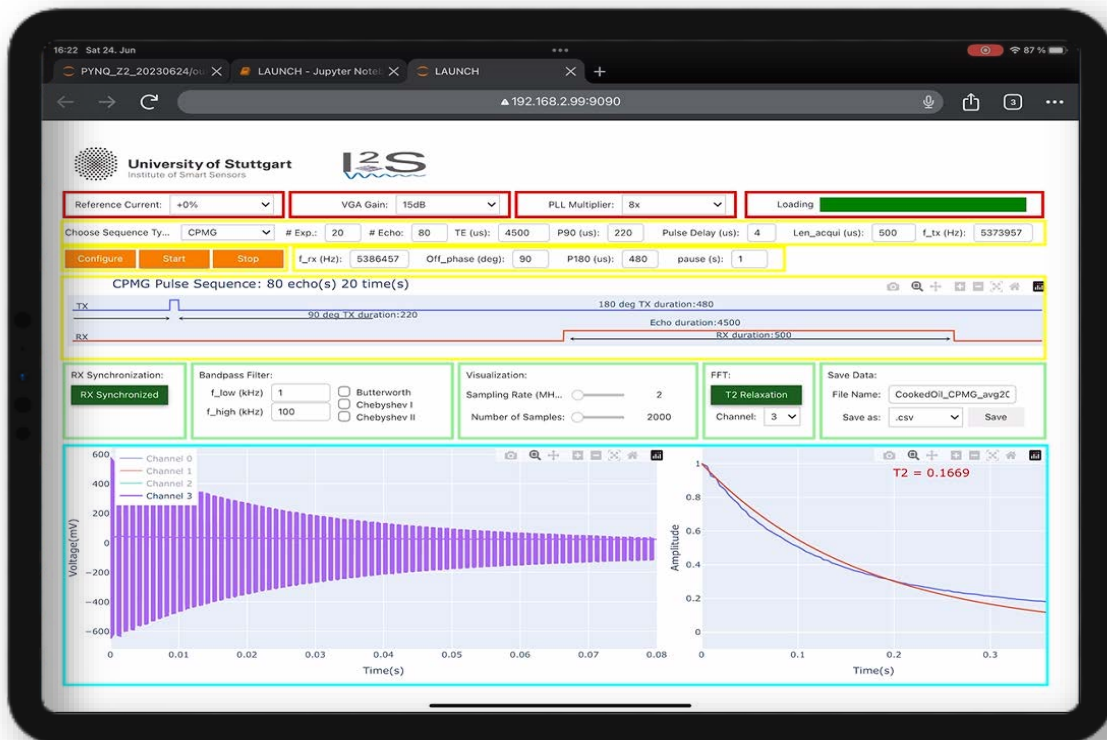 16:22 Sat 24. Jun
87 %
PYNQ_Z2_20230624/ou
LAUNCH - Jupyter Note
LAUNCH
192.168.2.99:9090
3
University of Stuttgart
Institute of Smart Sensors
I2S
Reference Current: +0%
VGA Gain: 15dB
PLL Multiplier: 8x
Loading
Choose Sequence Ty... CPMG # Exp.: 20 # Echo: 80 TE (us): 4500 P90 (us): 220 Pulse Delay (us): 4 Len_acqui (us): 500 f_tx (Hz): 5373957
Configure Start Stop f_rx (Hz): 5386457 Off_phase (deg): 90 P180 (us): 480 pause (s): 1
CPMG Pulse Sequence: 80 echo(s) 20 time(s)
TX
180 deg TX duration:480
90 deg TX duration:220
Echo duration:4500
RX
RX duration:500
RX Synchronization:
RX Synchronized
Bandpass Filter:
f_low (kHz) 1
f_high (kHz) 100
Butterworth
Chebyshev I
Chebyshev II
Visualization:
Sampling Rate (MH... 2
Number of Samples: 2000
FFT:
T2 Relaxation
Channel: 3
Save Data:
File Name: CookedOil_CPMG_avg2C
Save as: .csv Save
Channel 0
Channel 1
Channel 2
Channel 3
600
400
200
0
−200
−400
−600
Voltage(mV)
0 0.01 0.02 0.03 0.04 0.05 0.06 0.07 0.08
Time(s)
T2 = 0.1669
1
0.8
0.6
0.4
0.2
0
Amplitude
0 0.1 0.2 0.3
Time(s)